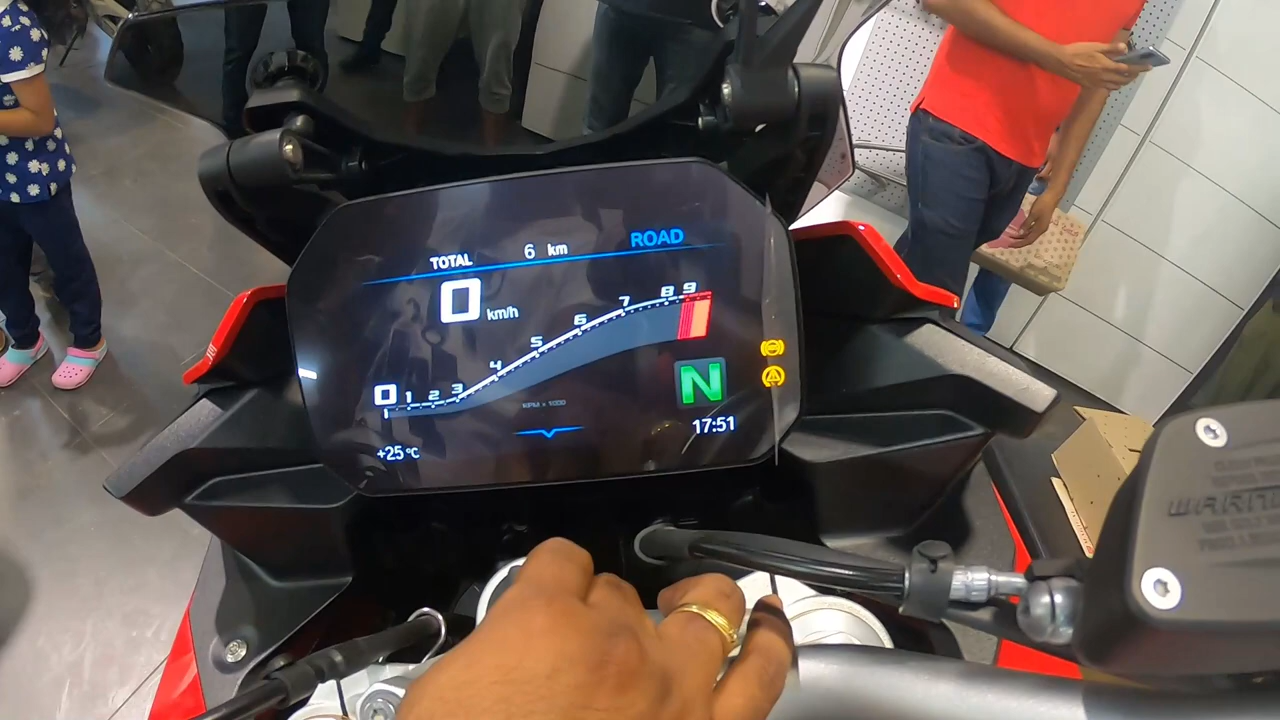 TOTAL 6 km ROAD
0 km/h
0 1 2 3 4 5 6 7 8 9
RPM x 1000
N
+25 °C 17:51
WARNING